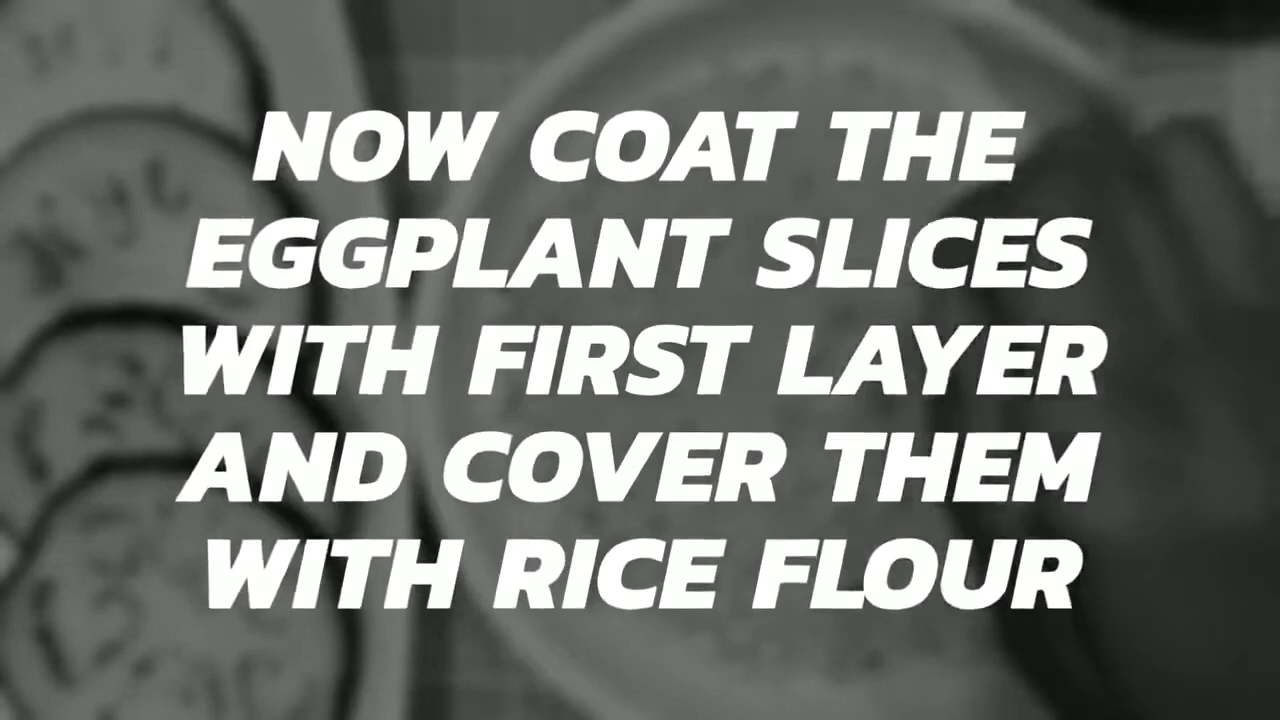 NOW COAT THE
EGGPLANT SLICES
WITH FIRST LAYER
AND COVER THEM
WITH RICE FLOUR